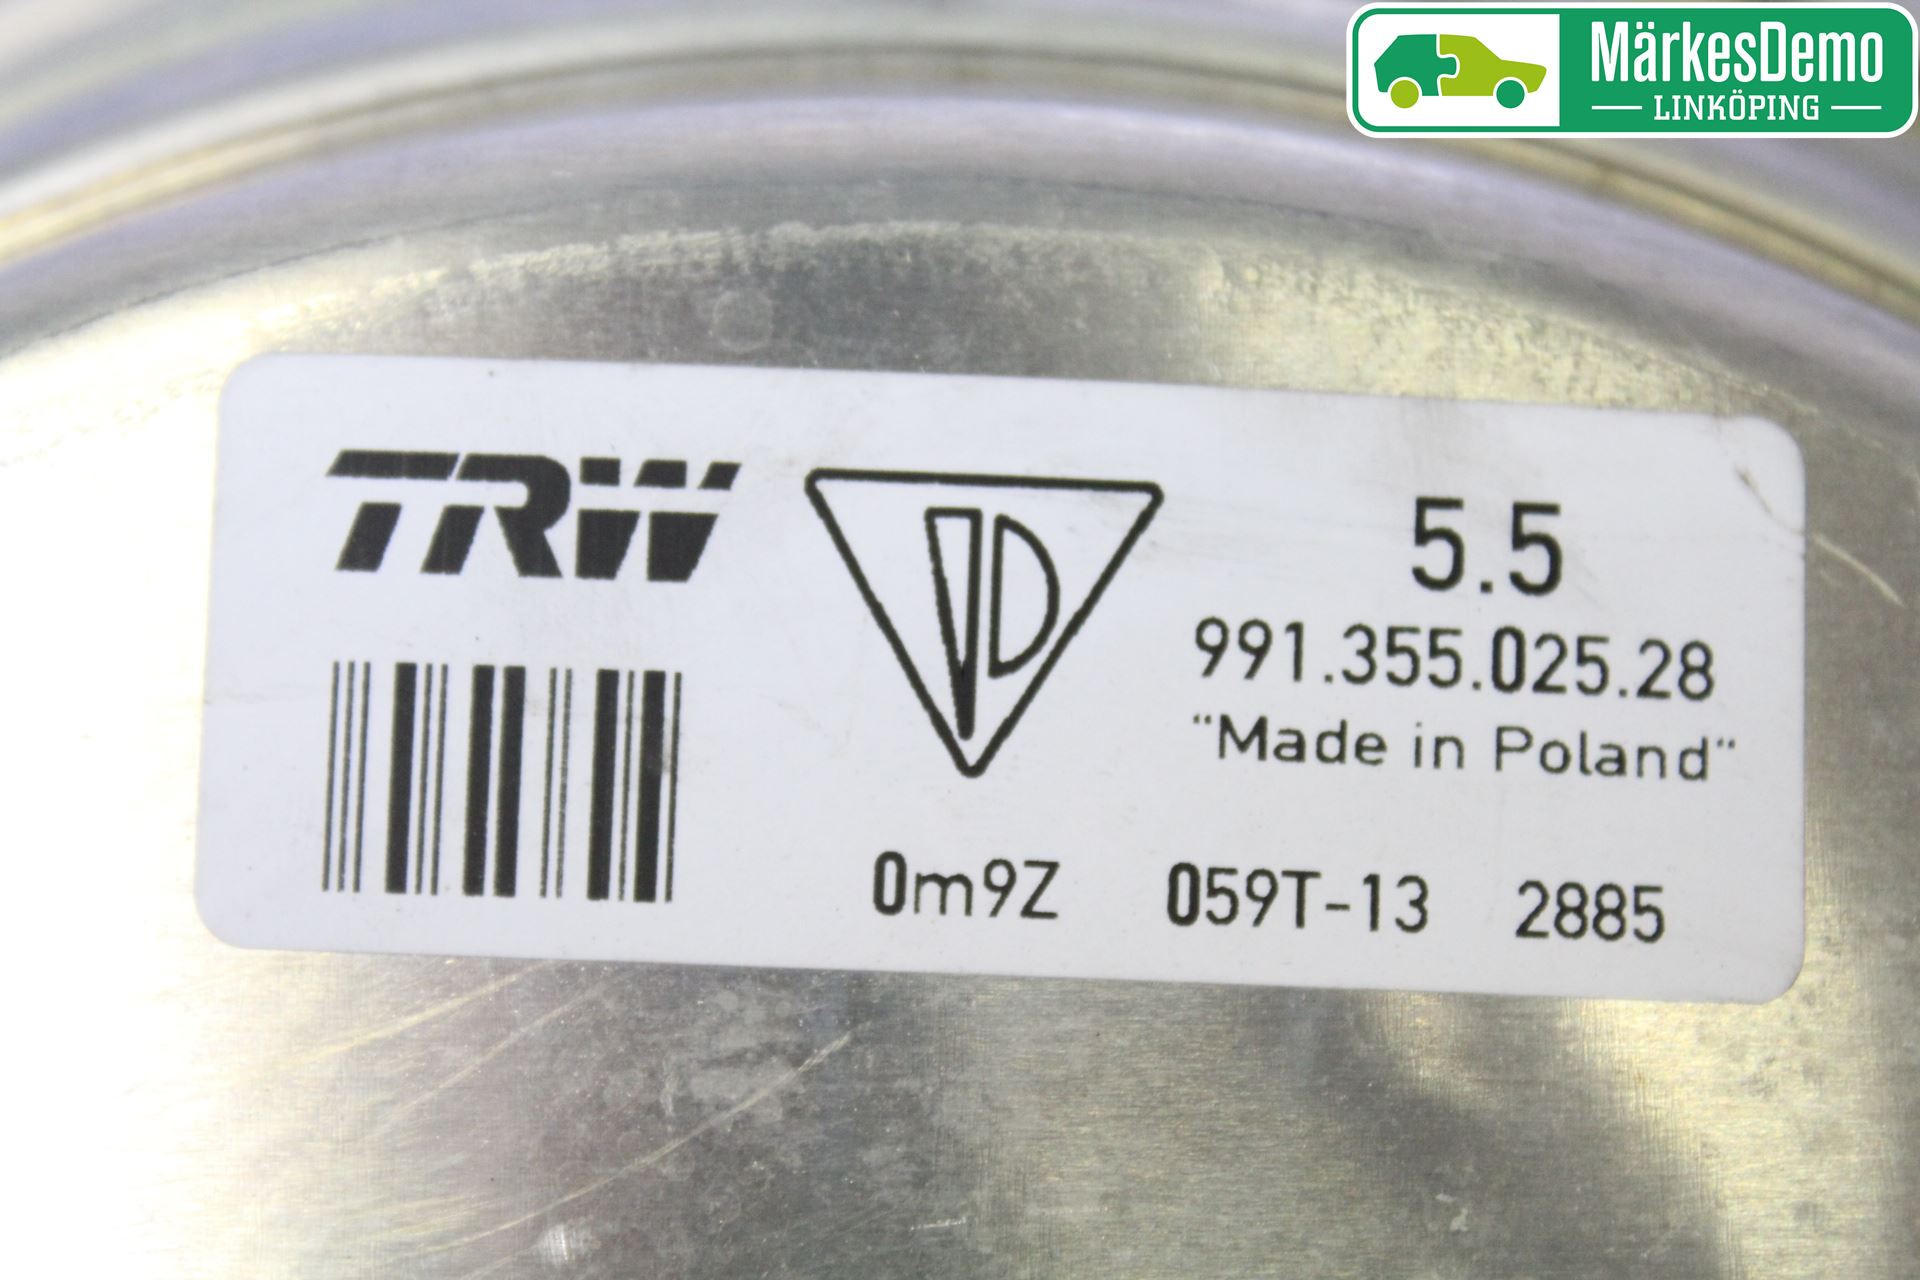 MärkesDemo
LINKÖPING
TRW
5.5
991.355.025.28
"Made in Poland"
0m9Z 059T-13 2885